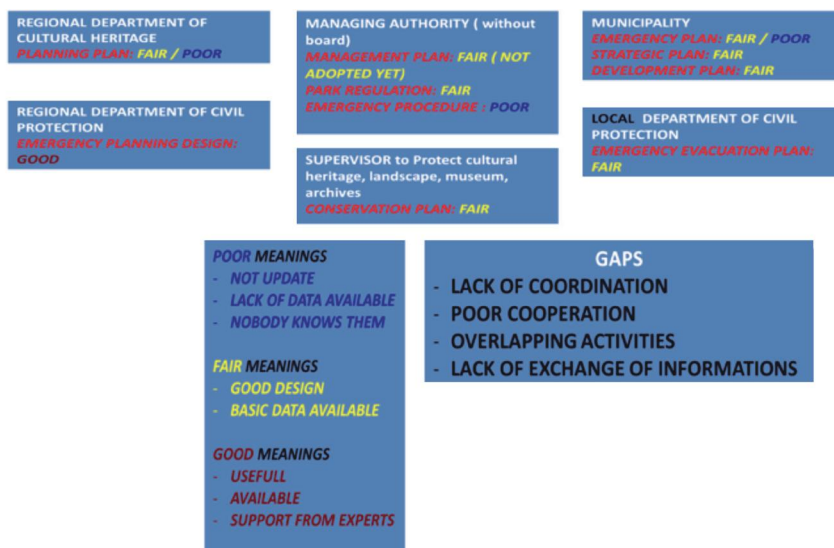 REGIONAL DEPARTMENT OF
CULTURAL HERITAGE
PLANNING PLAN: FAIR / POOR
REGIONAL DEPARTMENT OF CIVIL
PROTECTION
EMERGENCY PLANNING DESIGN:
GOOD
MANAGING AUTHORITY ( without
board)
MANAGEMENT PLAN: FAIR ( NOT
ADOPTED YET)
PARK REGULATION: FAIR
EMERGENCY PROCEDURE : POOR
SUPERVISOR to Protect cultural
heritage, landscape, museum,
archives
CONSERVATION PLAN: FAIR
MUNICIPALITY
EMERGENCY PLAN: FAIR / POOR
STRATEGIC PLAN: FAIR
DEVELOPMENT PLAN: FAIR
LOCAL DEPARTMENT OF CIVIL
PROTECTION
EMERGENCY EVACUATION PLAN:
FAIR
POOR MEANINGS
- NOT UPDATE
- LACK OF DATA AVAILABLE
- NOBODY KNOWS THEM
FAIR MEANINGS
- GOOD DESIGN
- BASIC DATA AVAILABLE
GOOD MEANINGS
- USEFULL
- AVAILABLE
- SUPPORT FROM EXPERTS
GAPS
- LACK OF COORDINATION
- POOR COOPERATION
- OVERLAPPING ACTIVITIES
- LACK OF EXCHANGE OF INFORMATIONS